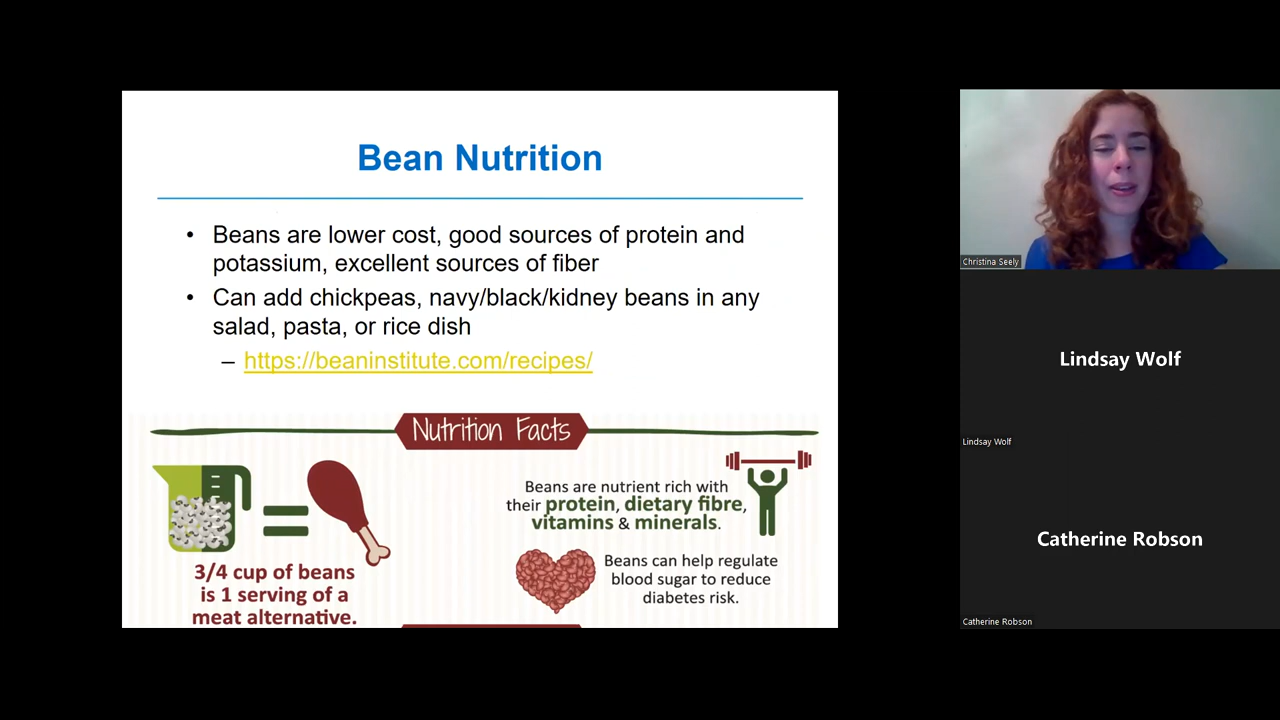 Bean Nutrition
• Beans are lower cost, good sources of protein and
potassium, excellent sources of fiber
• Can add chickpeas, navy/black/kidney beans in any
salad, pasta, or rice dish
– https://beaninstitute.com/recipes/
Nutrition Facts
3/4 cup of beans
is 1 serving of a
meat alternative.
Beans are nutrient rich with
their protein, dietary fibre,
vitamins & minerals.
Beans can help regulate
blood sugar to reduce
diabetes risk.
Christina Seely
Lindsay Wolf
Lindsay Wolf
Catherine Robson
Catherine Robson